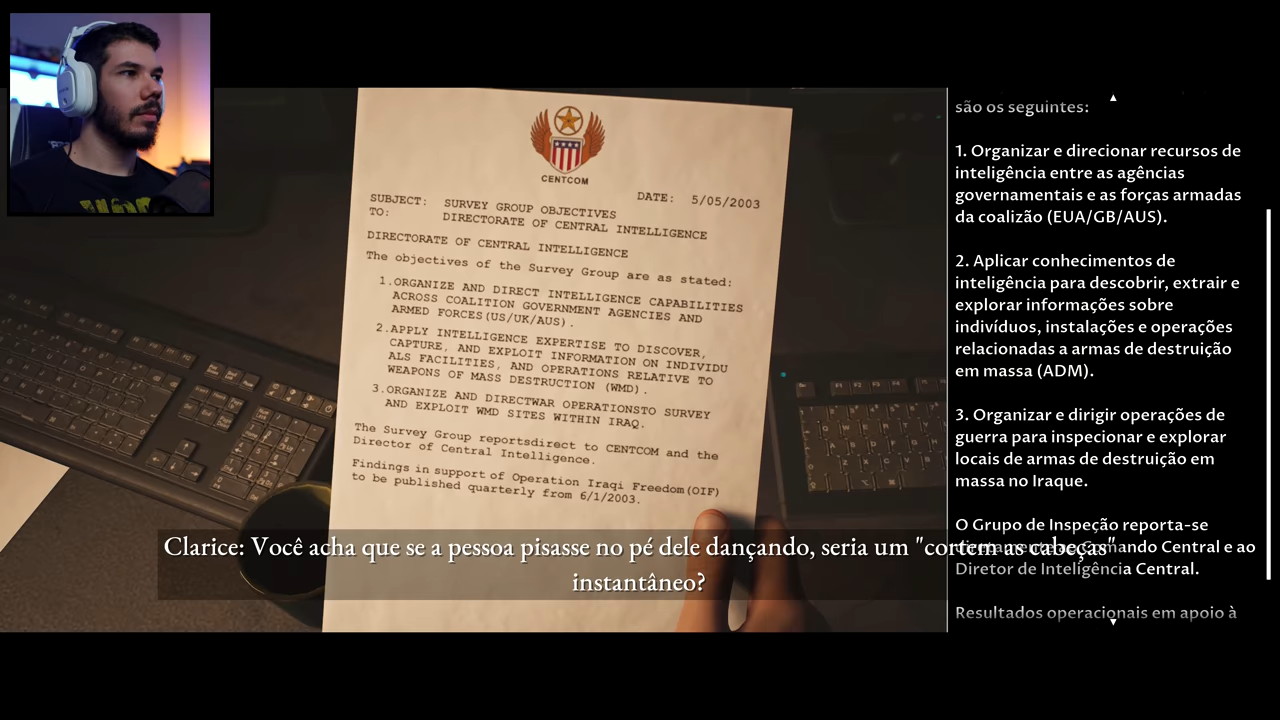 CENTCOM
DATE: 5/05/2003
SUBJECT: SURVEY GROUP OBJECTIVES
TO: DIRECTORATE OF CENTRAL INTELLIGENCE
DIRECTORATE OF CENTRAL INTELLIGENCE
The objectives of the Survey Group are as stated:
1.ORGANIZE AND DIRECT INTELLIGENCE CAPABILITIES
ACROSS COALITION GOVERNMENT AGENCIES AND
ARMED FORCES(US/UK/AUS).
2.APPLY INTELLIGENCE EXPERTISE TO DISCOVER,
CAPTURE, AND EXPLOIT INFORMATION ON INDIVIDU
ALS FACILITIES, AND OPERATIONS RELATIVE TO
WEAPONS OF MASS DESTRUCTION (WMD).
3.ORGANIZE AND DIRECTWAR OPERATIONSTO SURVEY
AND EXPLOIT WMD SITES WITHIN IRAQ.
The Survey Group reportsdirect to CENTCOM and the
Director of Central Intelligence.
Findings in support of Operation Iraqi Freedom(OIF)
to be published quarterly from 6/1/2003.
Clarice: Você acha que se a pessoa pisasse no pé dele dançando, seria um "cortem as cabeças"
instantâneo?
são os seguintes:
1. Organizar e direcionar recursos de
inteligência entre as agências
governamentais e as forças armadas
da coalizão (EUA/GB/AUS).
2. Aplicar conhecimentos de
inteligência para descobrir, extrair e
explorar informações sobre
indivíduos, instalações e operações
relacionadas a armas de destruição
em massa (ADM).
3. Organizar e dirigir operações de
guerra para inspecionar e explorar
locais de armas de destruição em
massa no Iraque.
O Grupo de Inspeção reporta-se
Comando Central e ao
Diretor de Inteligência Central.
Resultados operacionais em apoio à